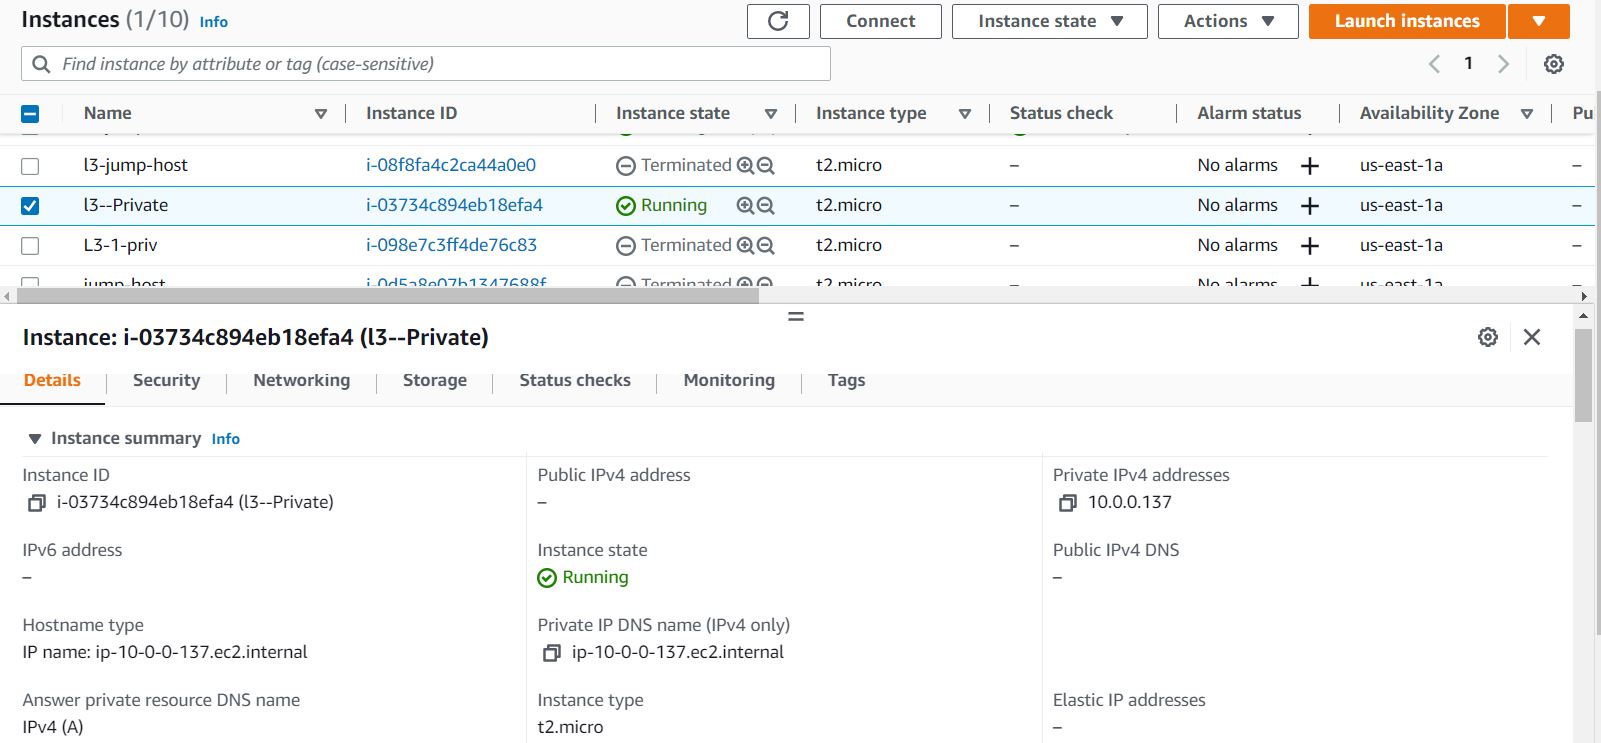 Instances (1/10) Info
Connect Instance state Actions Launch instances
Find instance by attribute or tag (case-sensitive)
1
Name Instance ID Instance state Instance type Status check Alarm status Availability Zone Pu
l3-jump-host i-08f8fa4c2ca44a0e0 Terminated t2.micro – No alarms + us-east-1a –
l3--Private i-03734c894eb18efa4 Running t2.micro – No alarms + us-east-1a –
L3-1-priv i-098e7c3ff4de76c83 Terminated t2.micro – No alarms + us-east-1a –
jump-host i-0d5a8e07b1347688f Terminated t2.micro No alarms us-east-1a
Instance: i-03734c894eb18efa4 (l3--Private)
Details Security Networking Storage Status checks Monitoring Tags
Instance summary Info
Instance ID
i-03734c894eb18efa4 (l3--Private)
Public IPv4 address
–
Private IPv4 addresses
10.0.0.137
IPv6 address
–
Instance state
Running
Public IPv4 DNS
–
Hostname type
IP name: ip-10-0-0-137.ec2.internal
Private IP DNS name (IPv4 only)
ip-10-0-0-137.ec2.internal
Answer private resource DNS name
IPv4 (A)
Instance type
t2.micro
Elastic IP addresses
–